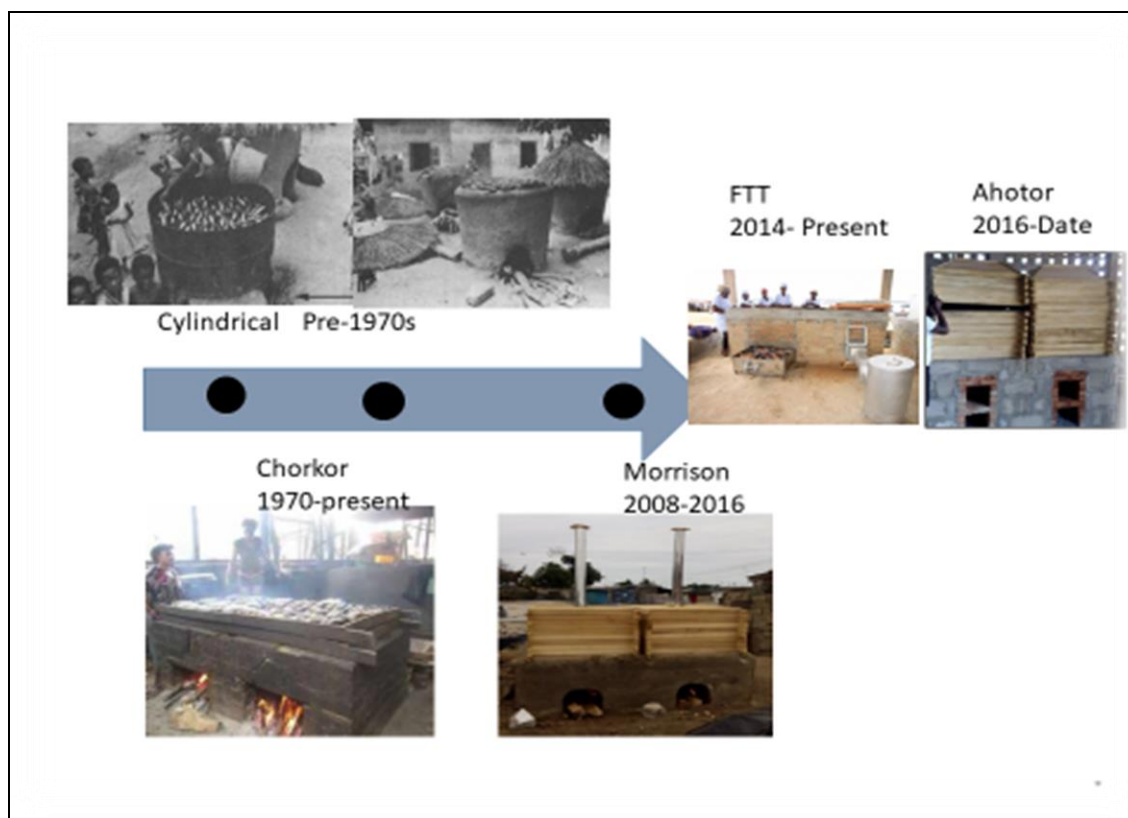 Cylindrical Pre-1970s
FTT
2014- Present
Ahotor
2016-Date
Chorkor
1970-present
Morrison
2008-2016